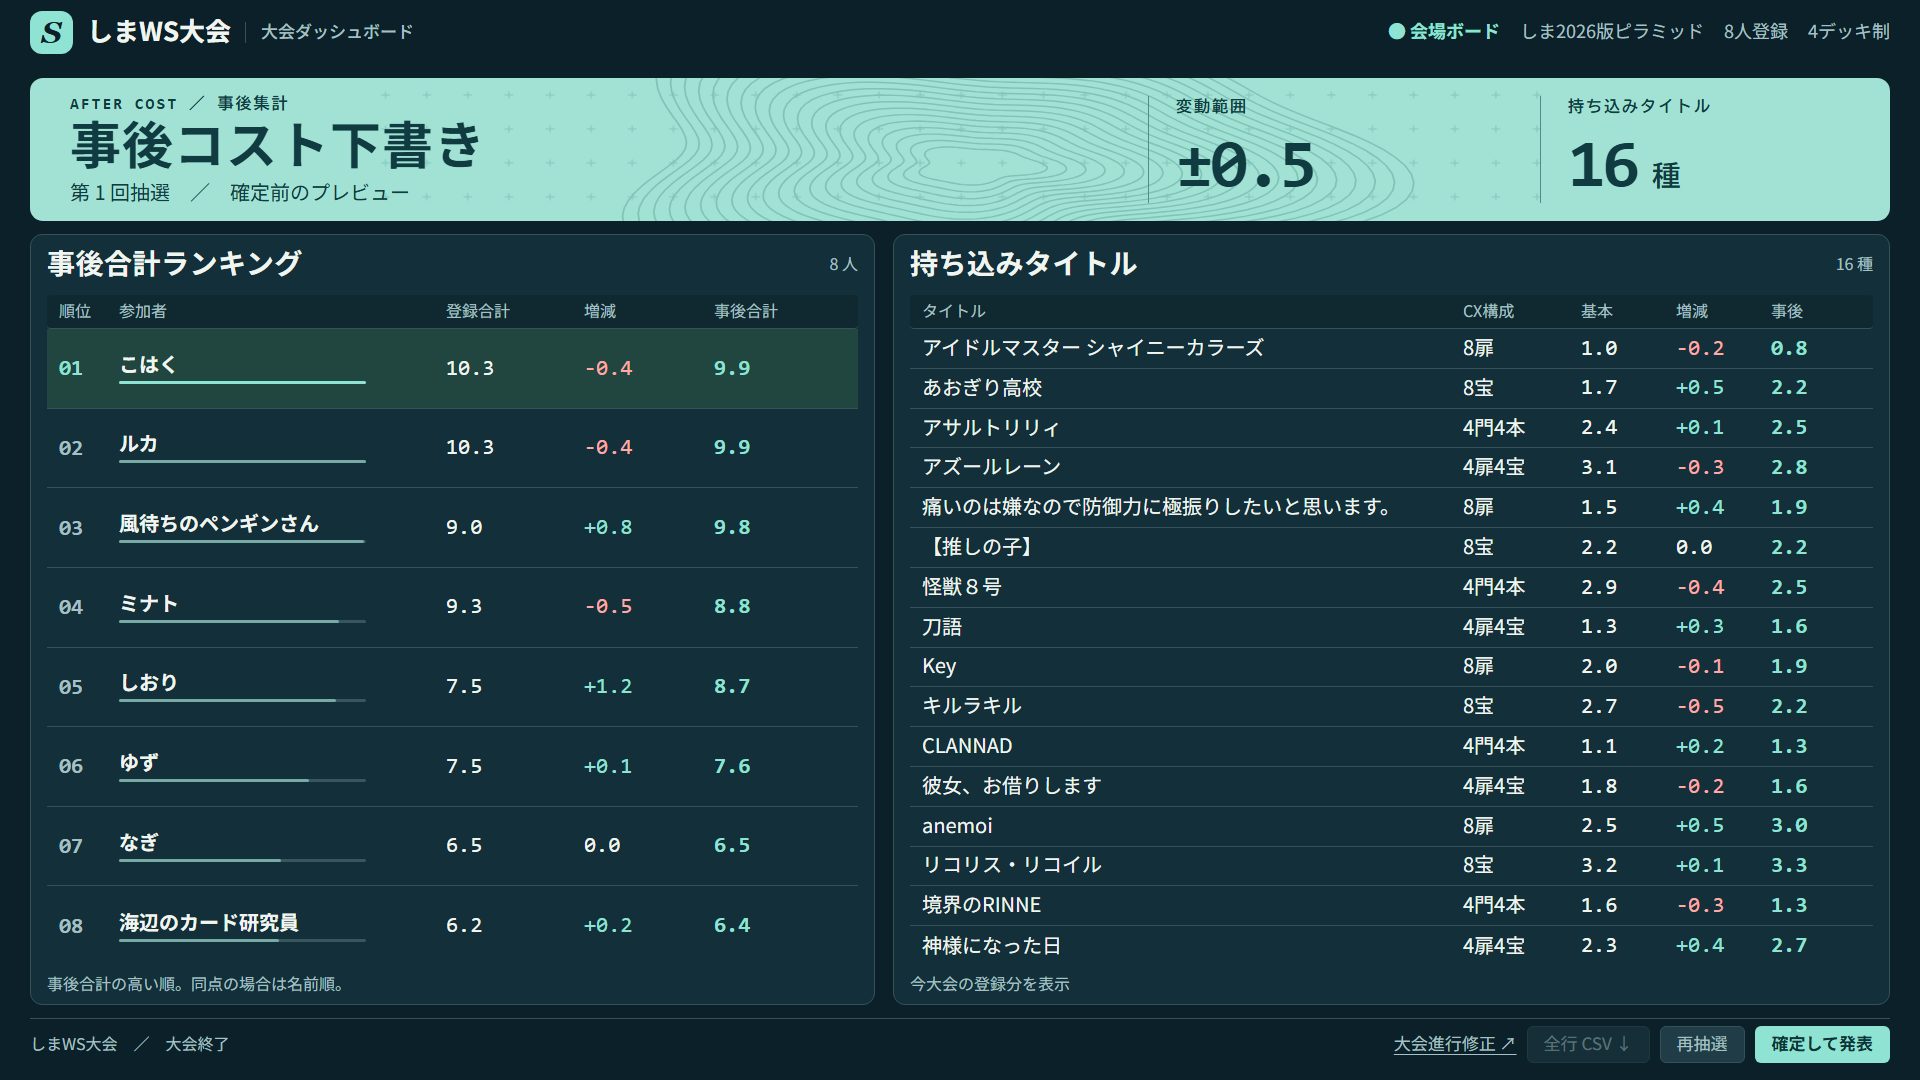 S しまWS大会 大会ダッシュボード
●会場ボード しま2026版ピラミッド 8人登録 4デッキ制
AFTER COST ／ 事後集計
事後コスト下書き
第1回抽選 ／ 確定前のプレビュー
変動範囲
±0.5
持ち込みタイトル
16 種
事後合計ランキング 8人
順位 参加者 登録合計 増減 事後合計
01 こはく 10.3 -0.4 9.9
02 ルカ 10.3 -0.4 9.9
03 風待ちのペンギンさん 9.0 +0.8 9.8
04 ミナト 9.3 -0.5 8.8
05 しおり 7.5 +1.2 8.7
06 ゆず 7.5 +0.1 7.6
07 なぎ 6.5 0.0 6.5
08 海辺のカード研究員 6.2 +0.2 6.4
事後合計の高い順。同点の場合は名前順。
持ち込みタイトル 16種
タイトル CX構成 基本 増減 事後
アイドルマスター シャイニーカラーズ 8扉 1.0 -0.2 0.8
あおぎり高校 8宝 1.7 +0.5 2.2
アサルトリリィ 4門4本 2.4 +0.1 2.5
アズールレーン 4扉4宝 3.1 -0.3 2.8
痛いのは嫌なので防御力に極振りしたいと思います。 8扉 1.5 +0.4 1.9
【推しの子】 8宝 2.2 0.0 2.2
怪獣８号 4門4本 2.9 -0.4 2.5
刀語 4扉4宝 1.3 +0.3 1.6
Key 8扉 2.0 -0.1 1.9
キルラキル 8宝 2.7 -0.5 2.2
CLANNAD 4門4本 1.1 +0.2 1.3
彼女、お借りします 4扉4宝 1.8 -0.2 1.6
anemoi 8扉 2.5 +0.5 3.0
リコリス・リコイル 8宝 3.2 +0.1 3.3
境界のRINNE 4門4本 1.6 -0.3 1.3
神様になった日 4扉4宝 2.3 +0.4 2.7
今大会の登録分を表示
しまWS大会 ／ 大会終了
大会進行修正 ↗ 全行 CSV ↓ 再抽選 確定して発表